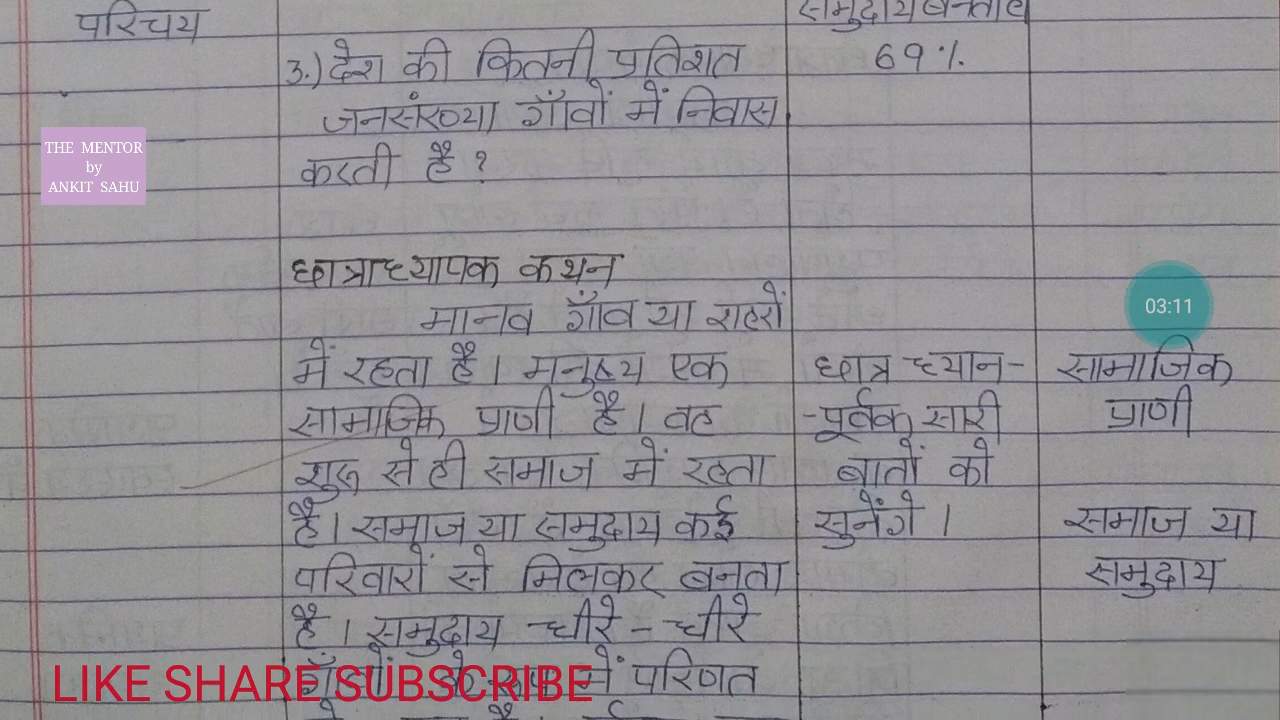 परिचय
समुदाय बनता है
3.) देश की कितनी प्रतिशत
जनसंख्या गाँवों में निवास
करती है ?
69%.
THE MENTOR
by
ANKIT SAHU
छात्राध्यापक कथन
मानव गाँव या शहरों
में रहता है । मनुष्य एक
सामाजिक प्राणी है । वह
शुरू से ही समाज में रहता
है । समाज या समुदाय कई
परिवारों से मिलकर बनता
है । समुदाय धीरे - धीरे
में परिणत
छात्र ध्यान-
-पूर्वक सारी
बातों को
सुनेंगे ।
03:11
सामाजिक
प्राणी
समाज या
समुदाय
LIKE SHARE SUBSCRIBE